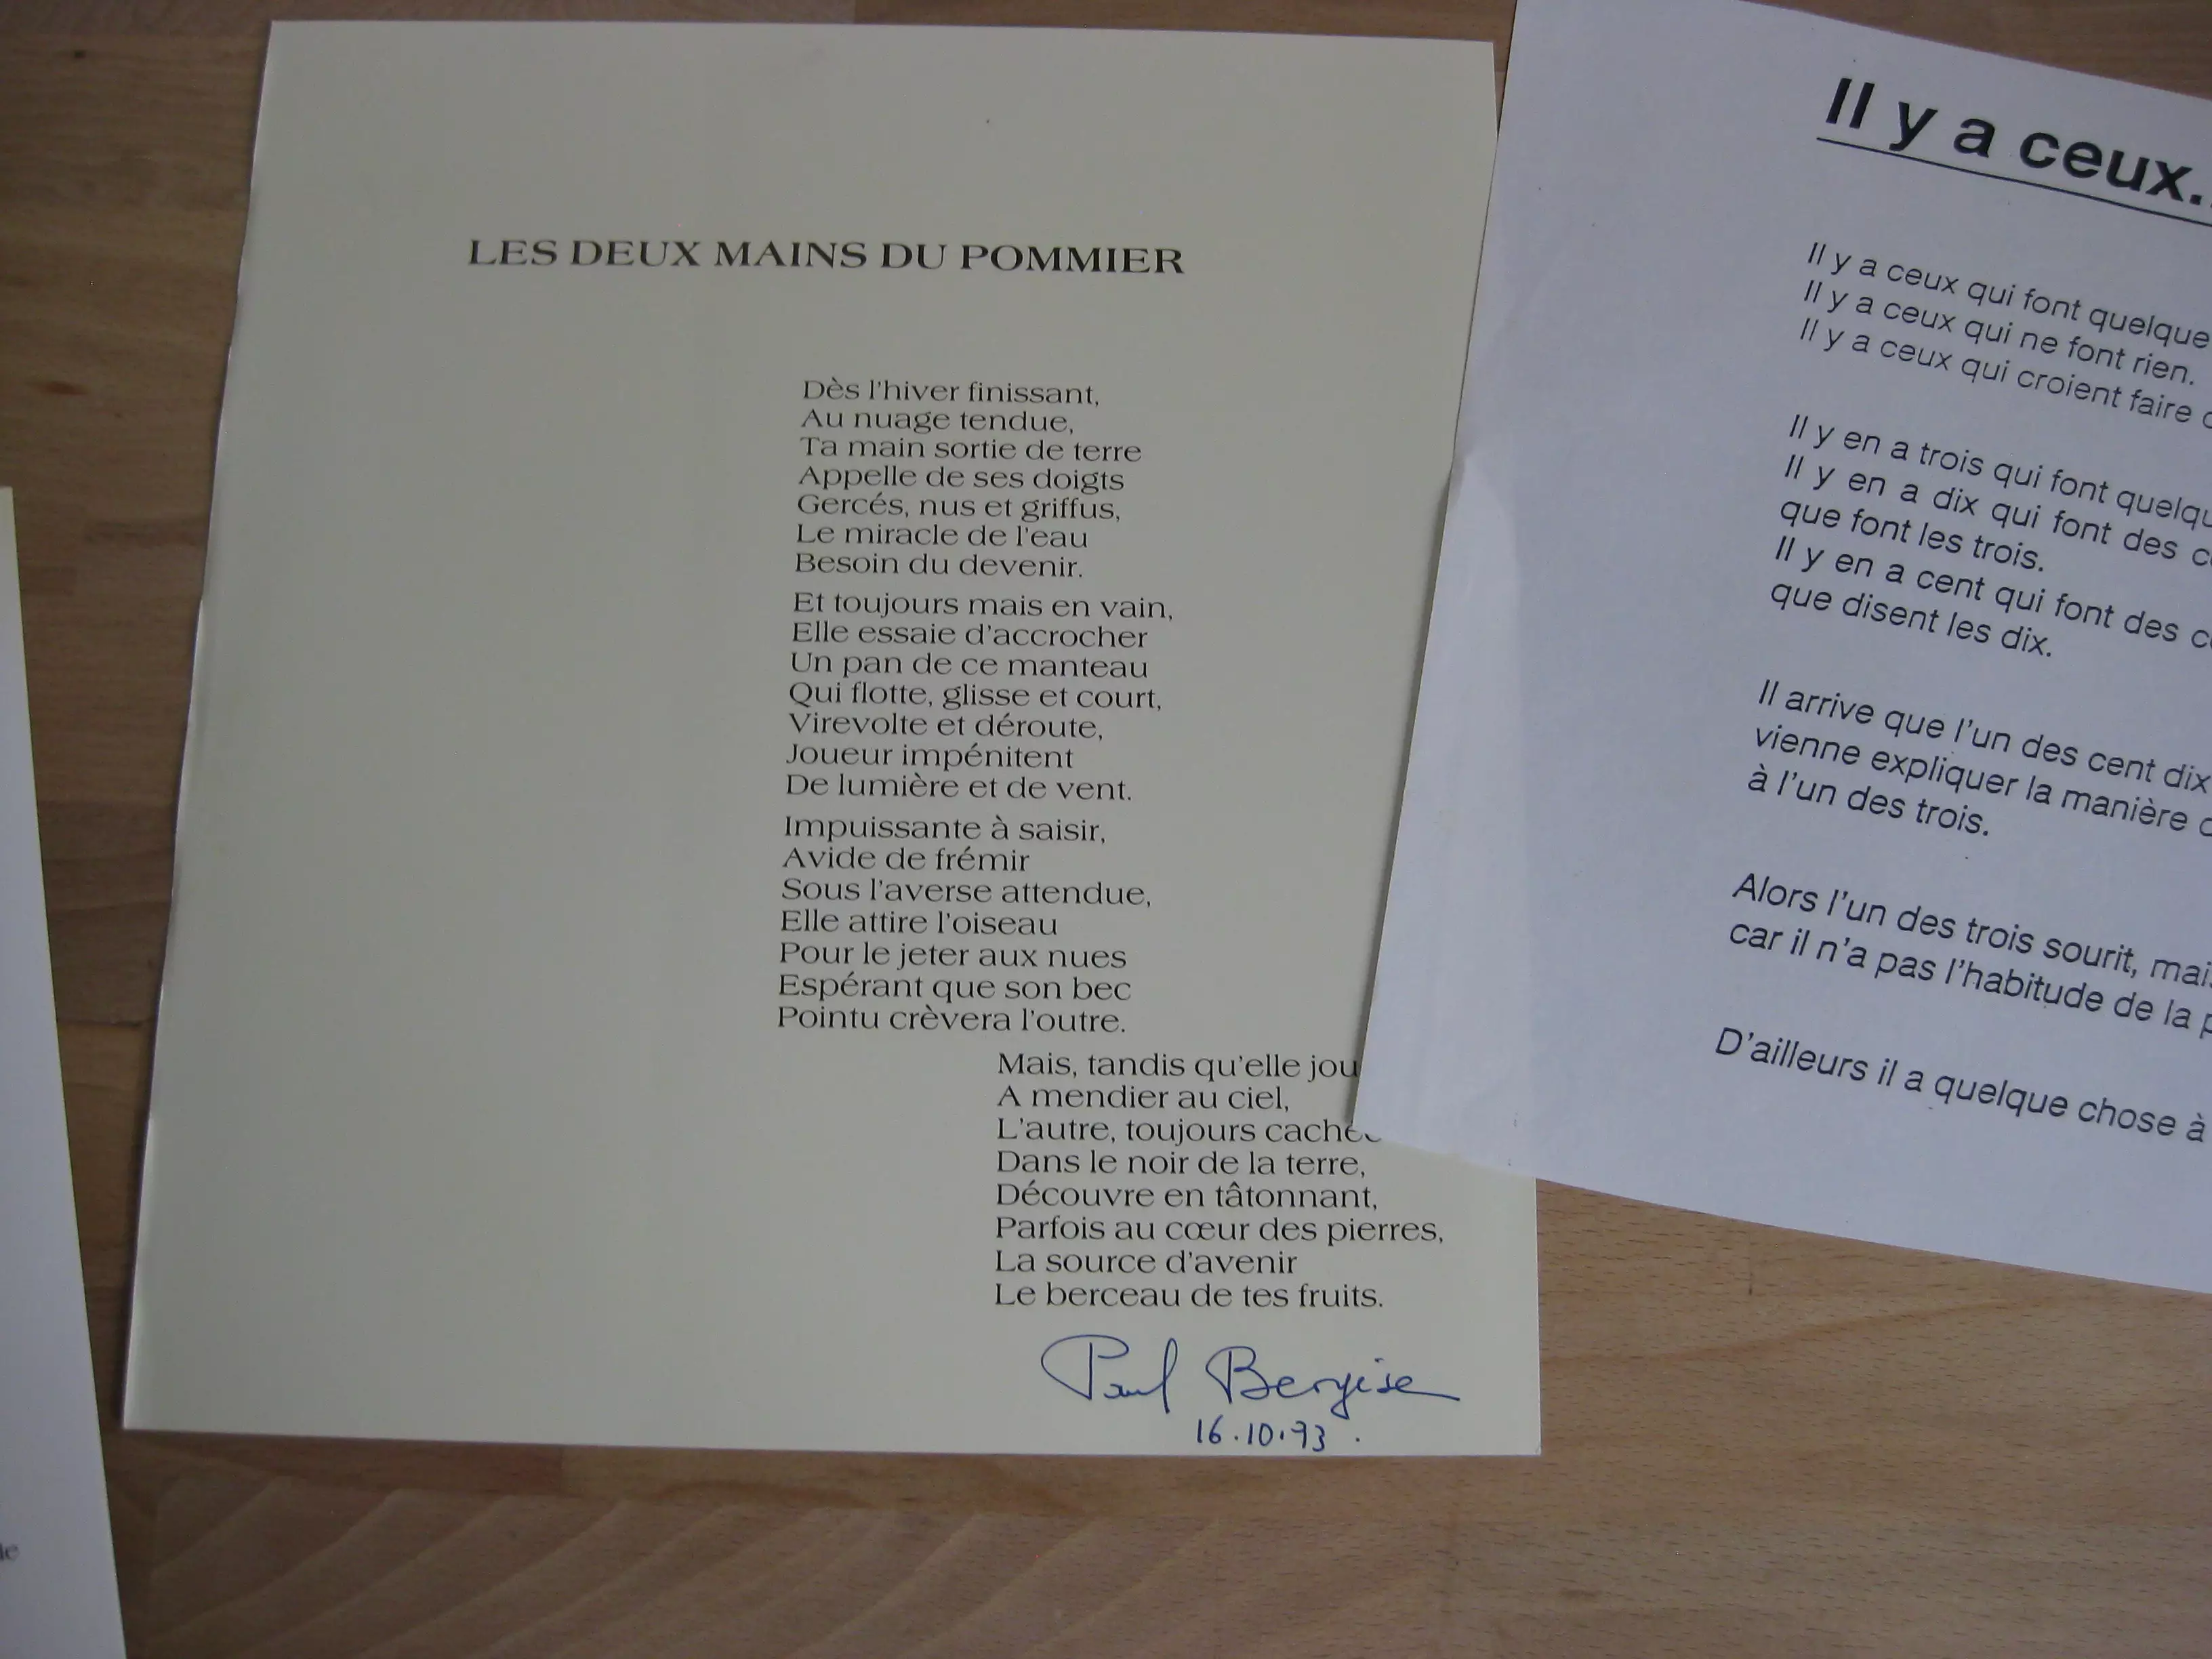 LES DEUX MAINS DU POMMIER
Dès l'hiver finissant,
Au nuage tendue,
Ta main sortie de terre
Appelle de ses doigts
Gercés, nus et griffus,
Le miracle de l'eau
Besoin du devenir.
Et toujours mais en vain,
Elle essaie d'accrocher
Un pan de ce manteau
Qui flotte, glisse et court,
Virevolte et déroute,
Joueur impénitent
De lumière et de vent.
Impuissante à saisir,
Avide de frémir
Sous l'averse attendue,
Elle attire l'oiseau
Pour le jeter aux nues
Espérant que son bec
Pointu crèvera l'outre.
Mais, tandis qu'elle
A mendier au ciel,
L'autre, toujours cachée
Dans le noir de la terre,
Découvre en tâtonnant,
Parfois au cœur des pierres,
La source d'avenir
Le berceau de tes fruits.
Paul
16.10.93.
Il y a ceux..
Il y a ceux qui font quelque
Il y a ceux qui ne font rien.
Il y a ceux qui croient faire
Il y en a trois qui font
Il y en a dix qui font des
que font les trois.
Il y en a cent qui font des
que disent les dix.
Il arrive que l'un des cent dix
vienne expliquer la manière
à l'un des trois.
Alors l'un des trois sourit,
car il n'a pas l'habitude de la
D'ailleurs il a quelque chose à